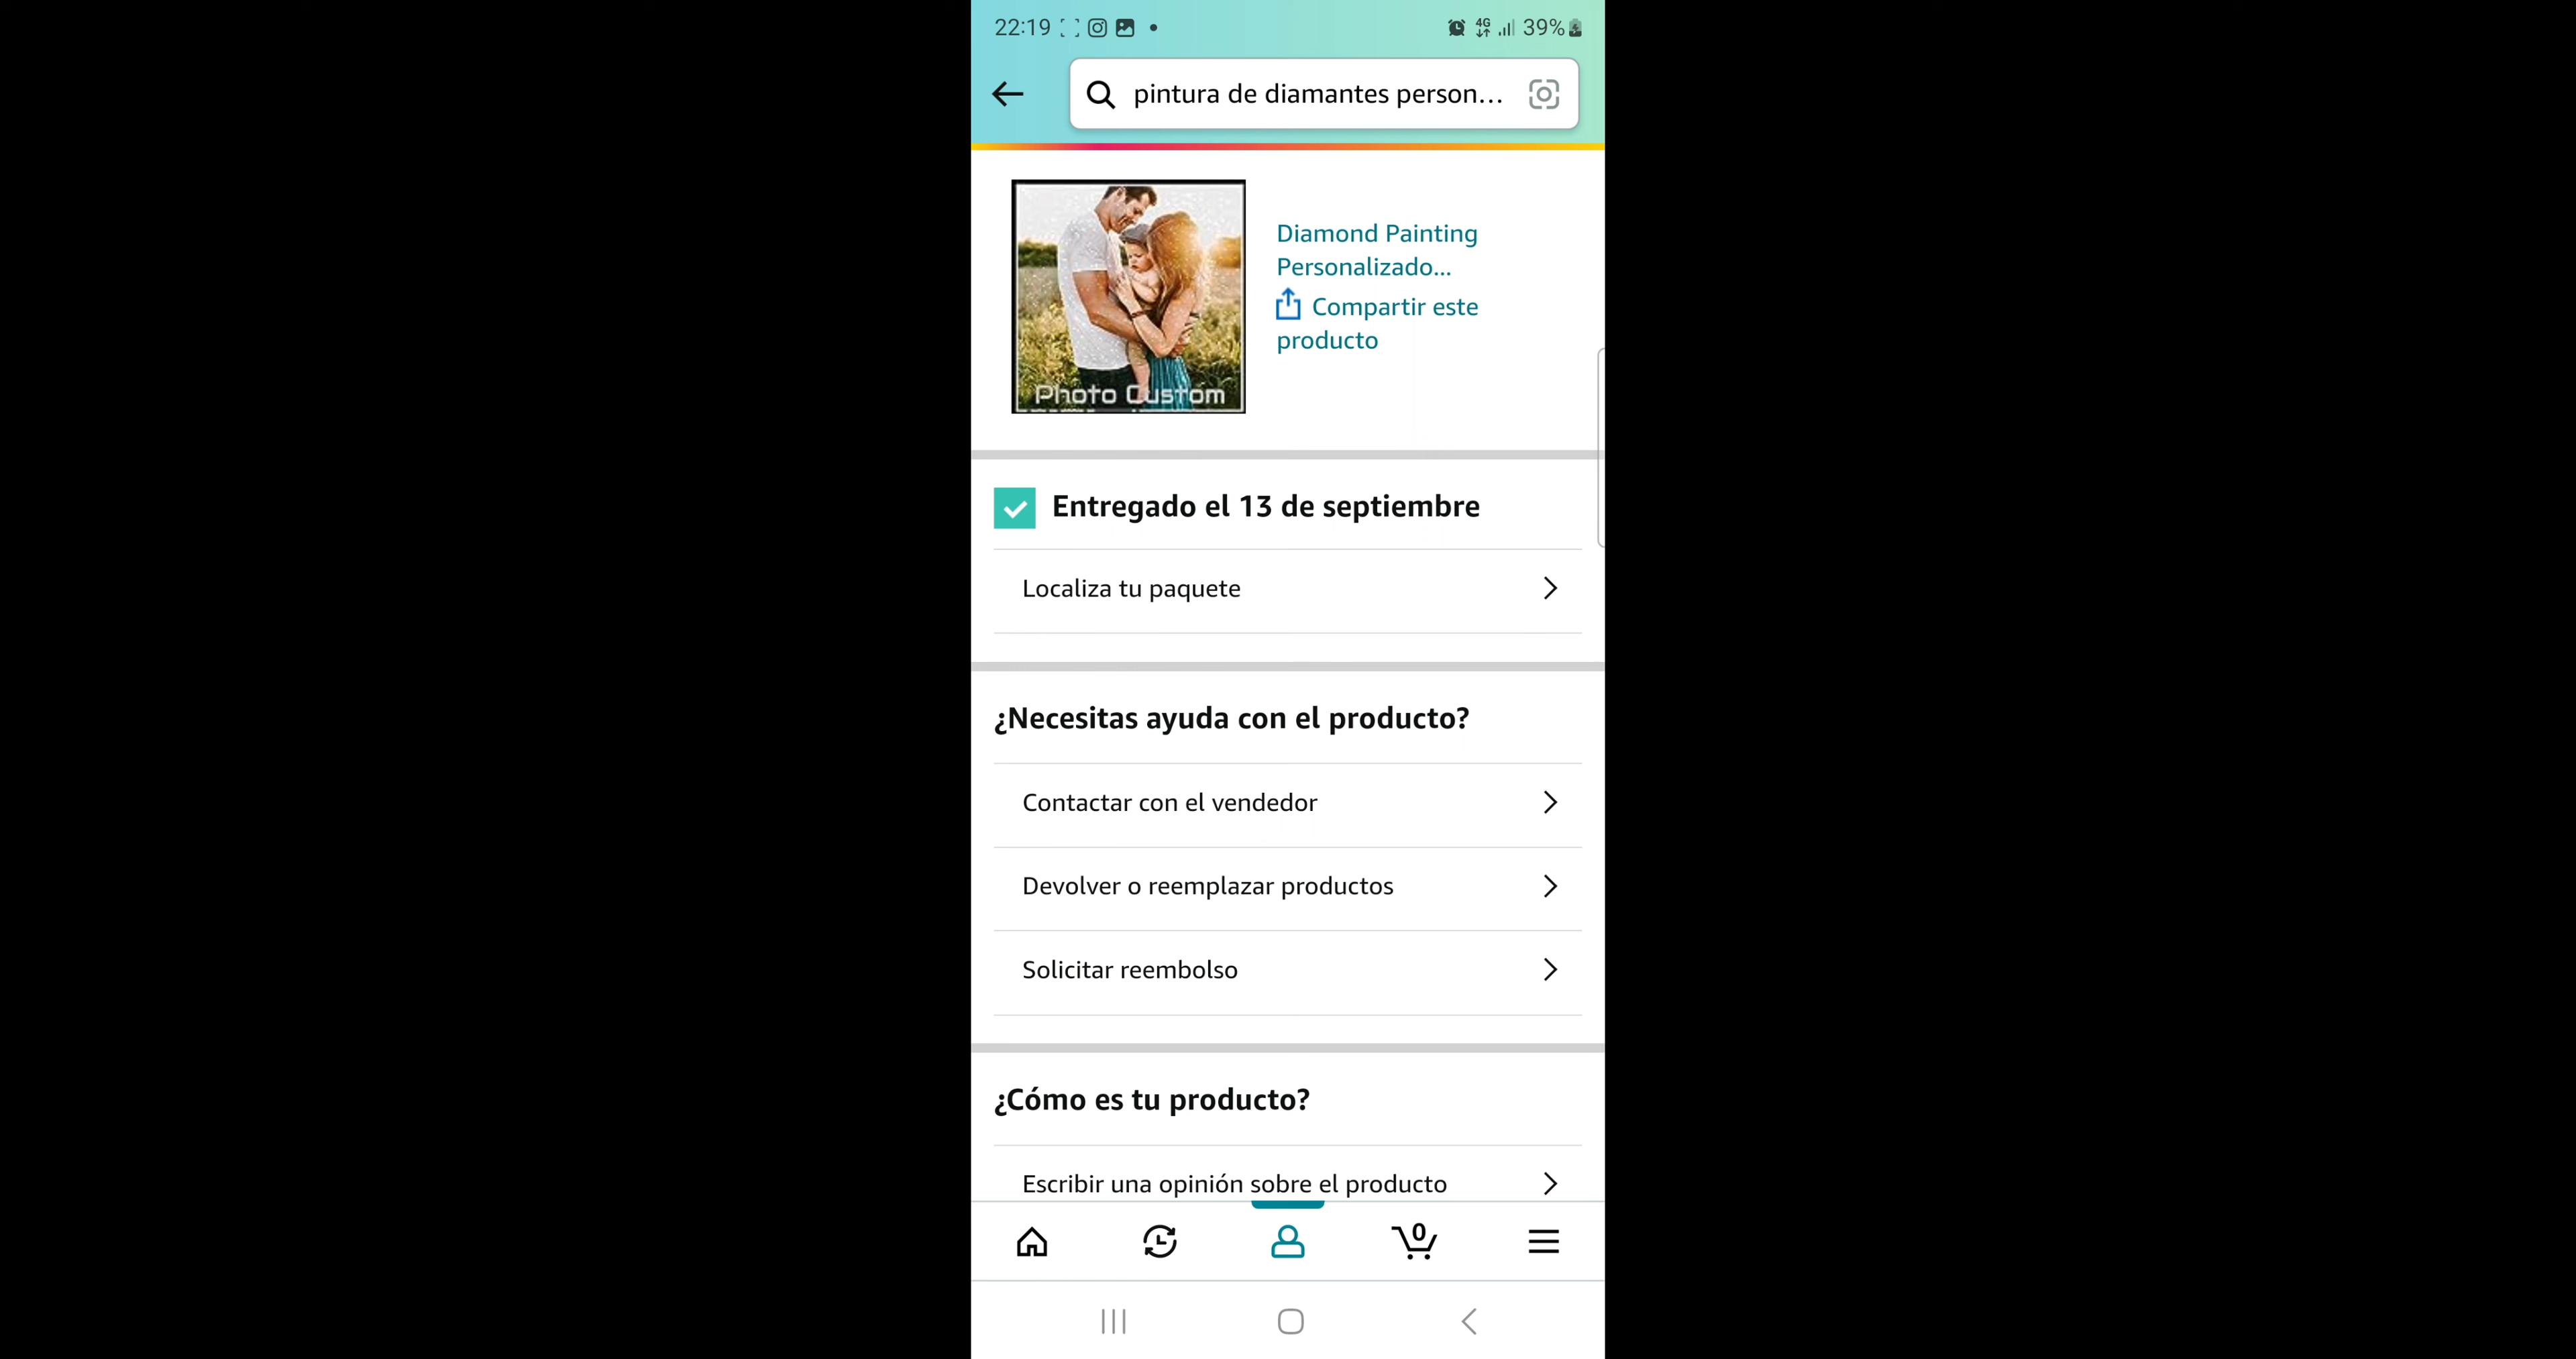 22:19 4G 39%
pintura de diamantes person...
Diamond Painting
Personalizado...
Compartir este
producto
Photo Custom
Entregado el 13 de septiembre
Localiza tu paquete
¿Necesitas ayuda con el producto?
Contactar con el vendedor
Devolver o reemplazar productos
Solicitar reembolso
¿Cómo es tu producto?
Escribir una opinión sobre el producto
0